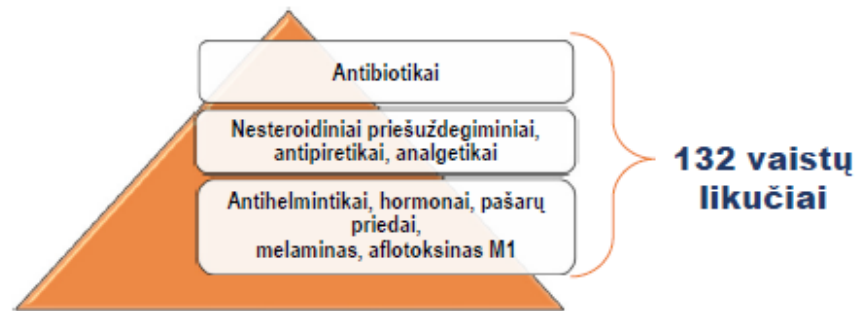 Antibiotikai
Nesteroidiniai priešuždegiminiai,
antipiretikai, analgetikai
Antihelmintikai, hormonai, pašarų
priedai,
melaminas, aflotoksinas M1
132 vaistų
likučiai